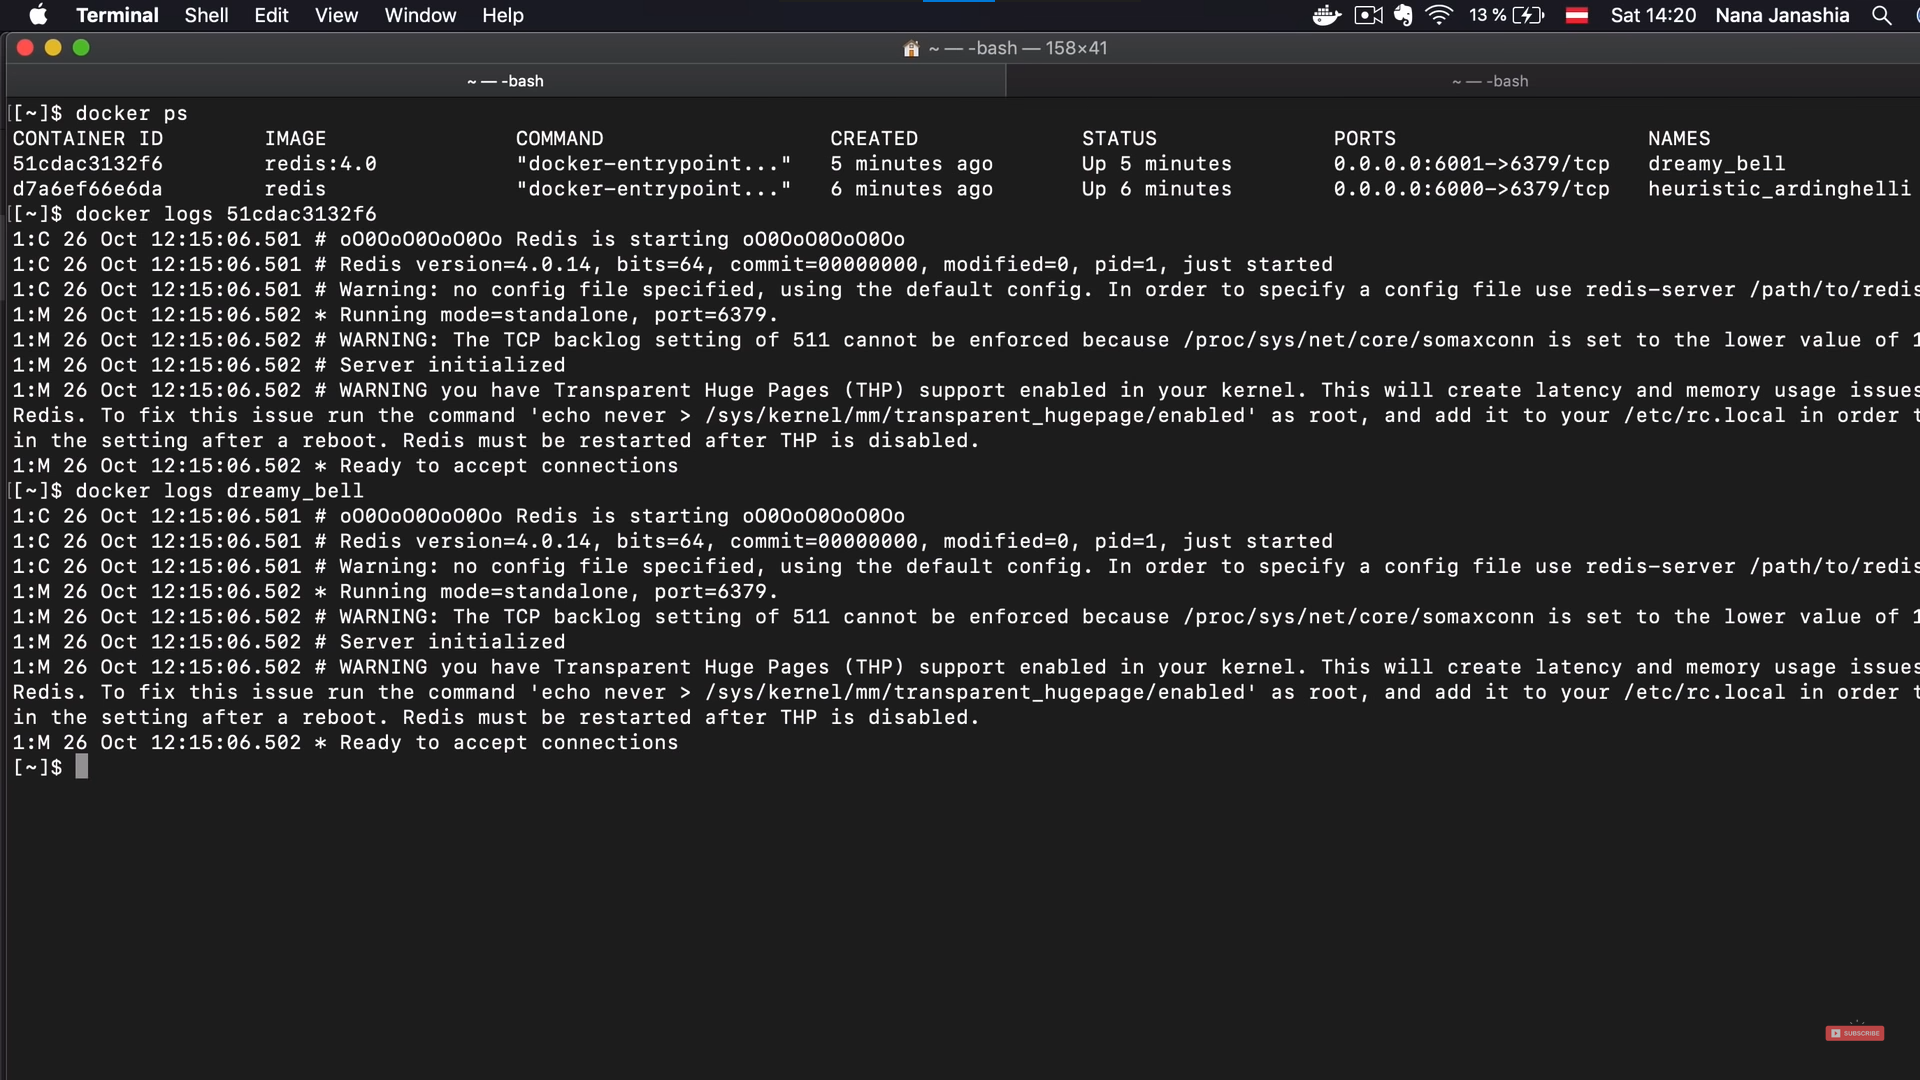 Terminal Shell Edit View Window Help 13 % Sat 14:20 Nana Janashia
~ — -bash — 158×41
~ — -bash ~ — -bash
[[~]$ docker ps
CONTAINER ID IMAGE COMMAND CREATED STATUS PORTS NAMES
51cdac3132f6 redis:4.0 "docker-entrypoint..." 5 minutes ago Up 5 minutes 0.0.0.0:6001->6379/tcp dreamy_bell
d7a6ef66e6da redis "docker-entrypoint..." 6 minutes ago Up 6 minutes 0.0.0.0:6000->6379/tcp heuristic_ardinghelli
[[~]$ docker logs 51cdac3132f6
1:C 26 Oct 12:15:06.501 # oO0OoO0OoO0Oo Redis is starting oO0OoO0OoO0Oo
1:C 26 Oct 12:15:06.501 # Redis version=4.0.14, bits=64, commit=00000000, modified=0, pid=1, just started
1:C 26 Oct 12:15:06.501 # Warning: no config file specified, using the default config. In order to specify a config file use redis-server /path/to/redis
1:M 26 Oct 12:15:06.502 * Running mode=standalone, port=6379.
1:M 26 Oct 12:15:06.502 # WARNING: The TCP backlog setting of 511 cannot be enforced because /proc/sys/net/core/somaxconn is set to the lower value of 1
1:M 26 Oct 12:15:06.502 # Server initialized
1:M 26 Oct 12:15:06.502 # WARNING you have Transparent Huge Pages (THP) support enabled in your kernel. This will create latency and memory usage issues
Redis. To fix this issue run the command 'echo never > /sys/kernel/mm/transparent_hugepage/enabled' as root, and add it to your /etc/rc.local in order t
in the setting after a reboot. Redis must be restarted after THP is disabled.
1:M 26 Oct 12:15:06.502 * Ready to accept connections
[[~]$ docker logs dreamy_bell
1:C 26 Oct 12:15:06.501 # oO0OoO0OoO0Oo Redis is starting oO0OoO0OoO0Oo
1:C 26 Oct 12:15:06.501 # Redis version=4.0.14, bits=64, commit=00000000, modified=0, pid=1, just started
1:C 26 Oct 12:15:06.501 # Warning: no config file specified, using the default config. In order to specify a config file use redis-server /path/to/redis
1:M 26 Oct 12:15:06.502 * Running mode=standalone, port=6379.
1:M 26 Oct 12:15:06.502 # WARNING: The TCP backlog setting of 511 cannot be enforced because /proc/sys/net/core/somaxconn is set to the lower value of 1
1:M 26 Oct 12:15:06.502 # Server initialized
1:M 26 Oct 12:15:06.502 # WARNING you have Transparent Huge Pages (THP) support enabled in your kernel. This will create latency and memory usage issues
Redis. To fix this issue run the command 'echo never > /sys/kernel/mm/transparent_hugepage/enabled' as root, and add it to your /etc/rc.local in order t
in the setting after a reboot. Redis must be restarted after THP is disabled.
1:M 26 Oct 12:15:06.502 * Ready to accept connections
[~]$
SUBSCRIBE